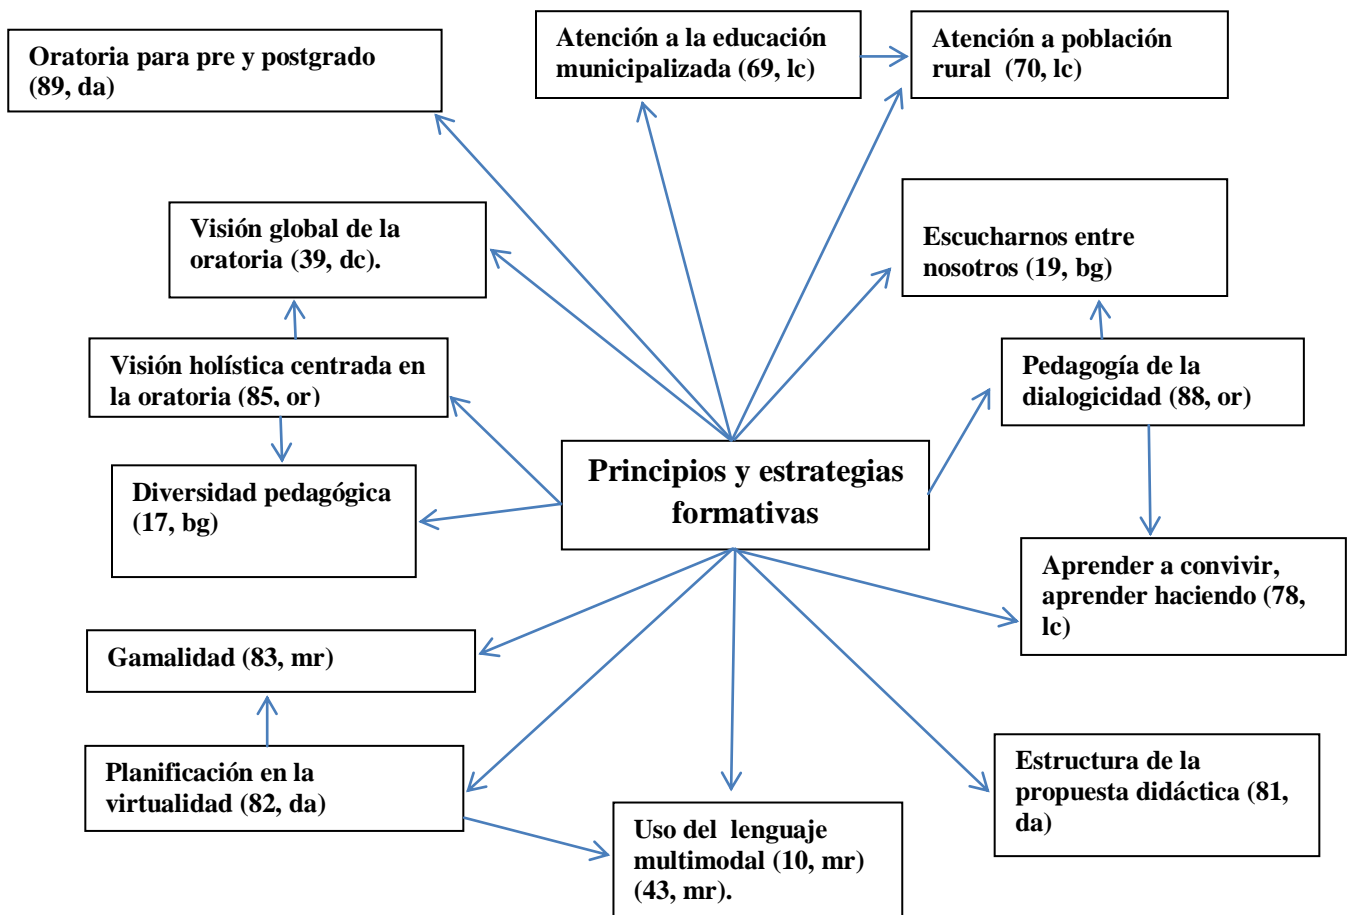 Oratoria para pre y postgrado
(89, da)
Atención a la educación
municipalizada (69, lc)
Atención a población
rural  (70, lc)
Visión global de la
oratoria (39, dc).
Escucharnos entre
nosotros (19, bg)
Visión holística centrada en
la oratoria (85, or)
Pedagogía de la
dialogicidad (88, or)
Principios y estrategias
formativas
Diversidad pedagógica
(17, bg)
Aprender a convivir,
aprender haciendo (78,
lc)
Gamalidad (83, mr)
Planificación en la
virtualidad (82, da)
Estructura de la
propuesta didáctica (81,
da)
Uso del  lenguaje
multimodal (10, mr)
(43, mr).